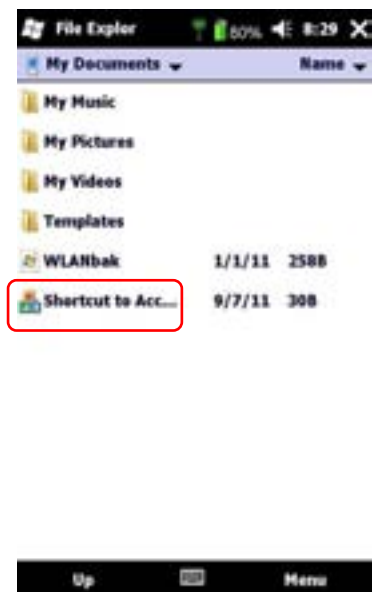 File Explor 80% 8:29
My Documents Name
My Music
My Pictures
My Videos
Templates
WLANbak 1/1/11 258B
Shortcut to Acc... 9/7/11 30B
Up Menu